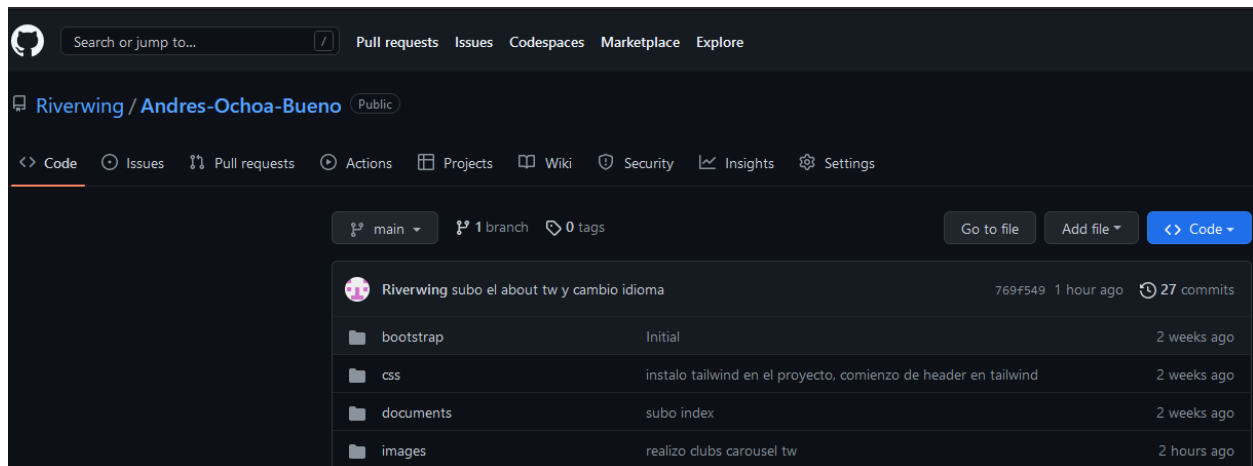 Search or jump to... / Pull requests Issues Codespaces Marketplace Explore
Riverwing / Andres-Ochoa-Bueno Public
<> Code Issues Pull requests Actions Projects Wiki Security Insights Settings
main 1 branch 0 tags Go to file Add file <> Code
Riverwing subo el about tw y cambio idioma 769f549 1 hour ago 27 commits
bootstrap Initial 2 weeks ago
css instalo tailwind en el proyecto, comienzo de header en tailwind 2 weeks ago
documents subo index 2 weeks ago
images realizo clubs carousel tw 2 hours ago